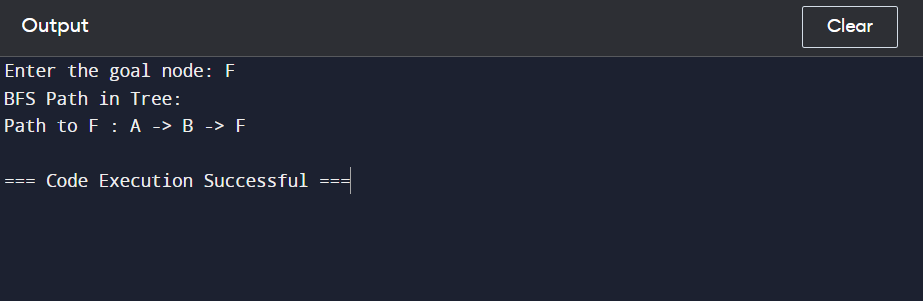 Output
Clear
Enter the goal node: F
BFS Path in Tree:
Path to F : A -> B -> F
=== Code Execution Successful ===